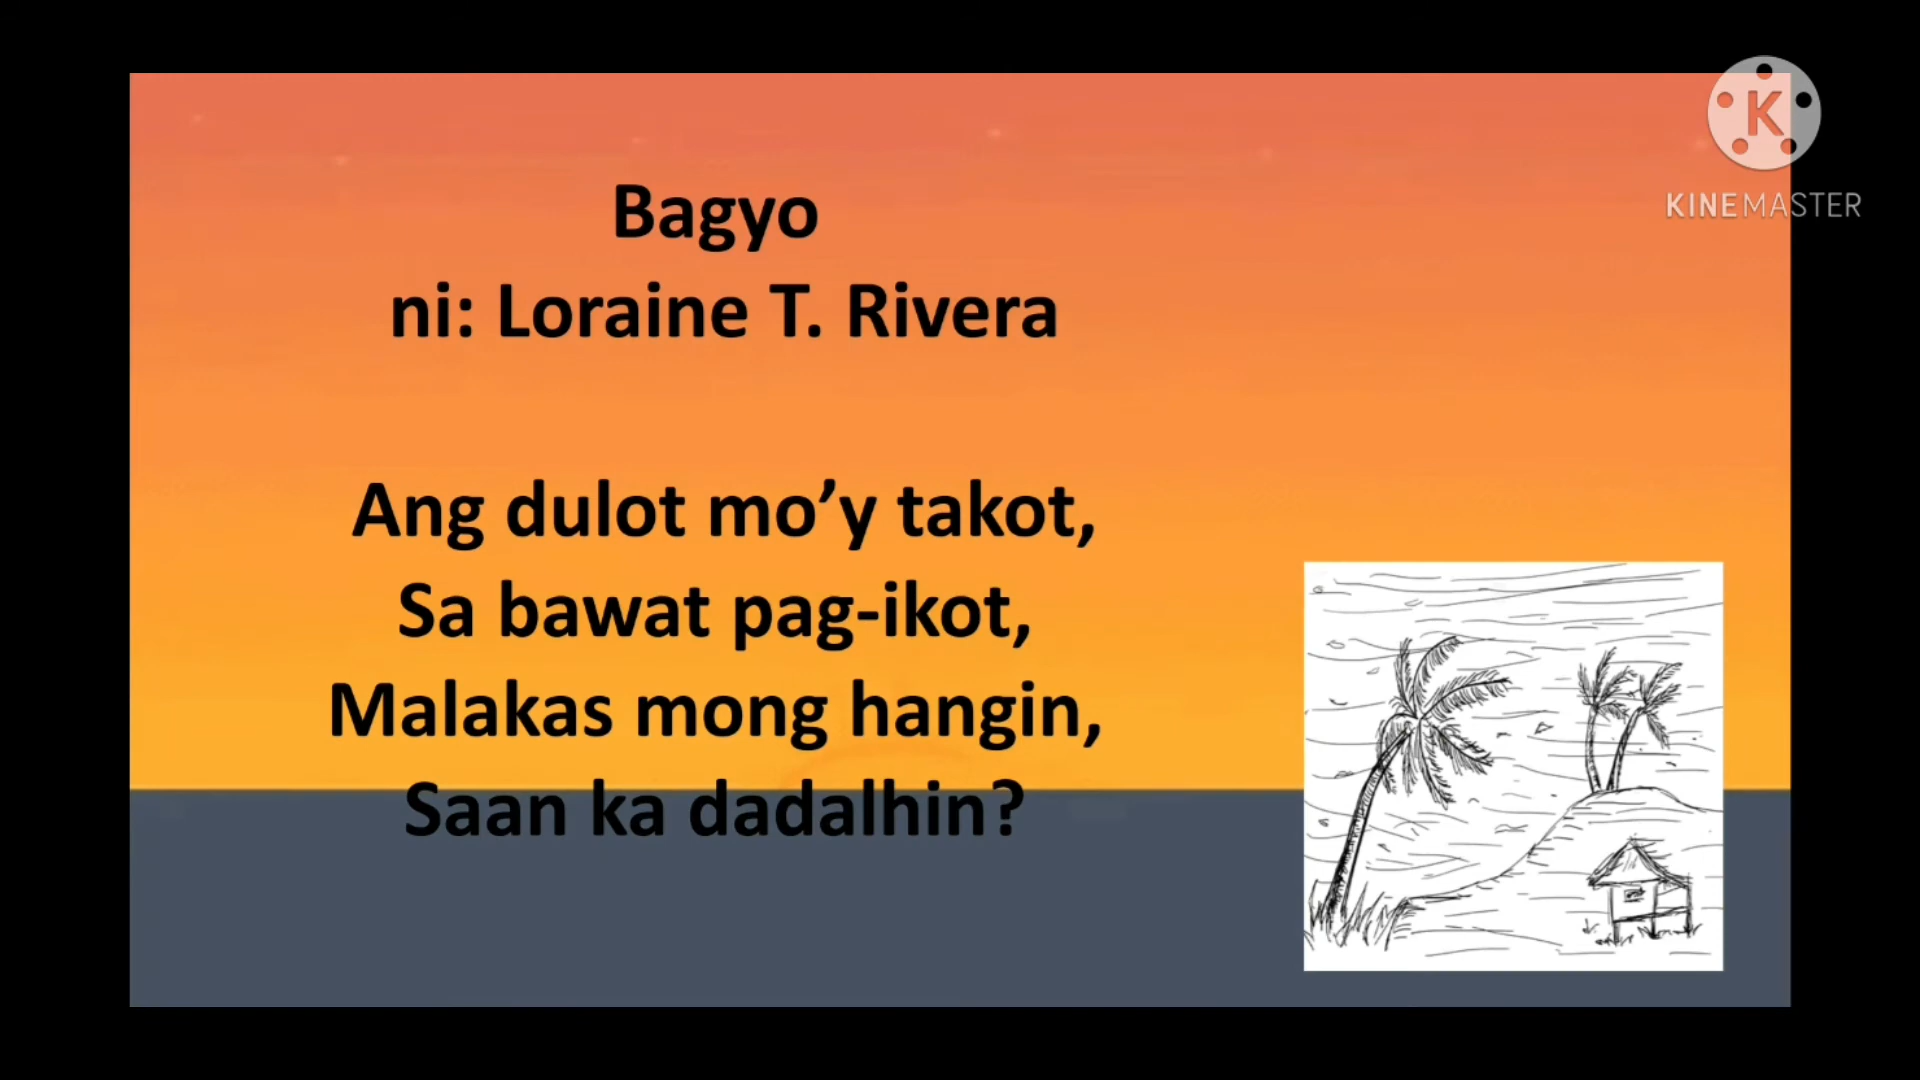 Bagyo
ni: Loraine T. Rivera
Ang dulot mo’y takot,
Sa bawat pag-ikot,
Malakas mong hangin,
Saan ka dadalhin?
K
KINEMASTER